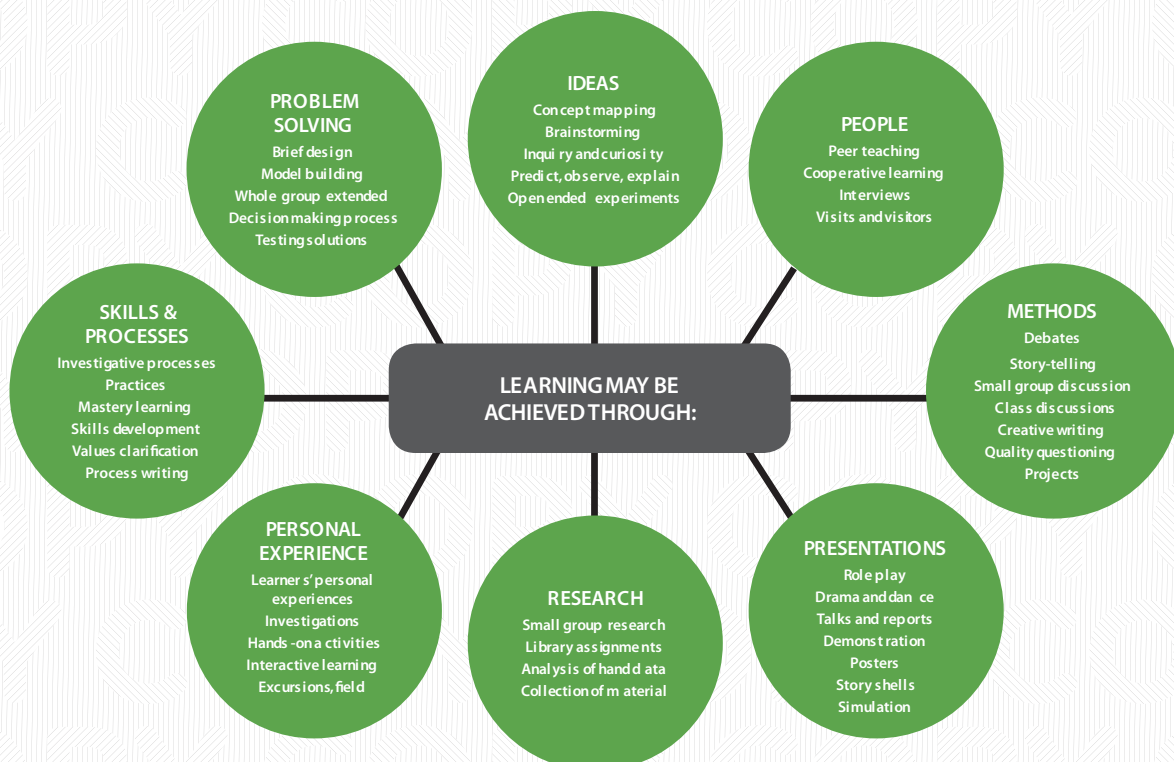 LEARNING MAY BE
ACHIEVED THROUGH:
IDEAS
Concept mapping
Brainstorming
Inquiry and curiosity
Predict, observe, explain
Open ended experiments
PEOPLE
Peer teaching
Cooperative learning
Interviews
Visits and visitors
METHODS
Debates
Story-telling
Small group discussion
Class discussions
Creative writing
Quality questioning
Projects
PRESENTATIONS
Role play
Drama and dan ce
Talks and reports
Demonstration
Posters
Story shells
Simulation
RESEARCH
Small group research
Library assignments
Analysis of hand d ata
Collection of m aterial
PERSONAL
EXPERIENCE
Learners' personal
experiences
Investigations
Hands-on a ctivities
Interactive learning
Excursions, field
SKILLS &
PROCESSES
Investigative processes
Practices
Mastery learning
Skills development
Values clarification
Process writing
PROBLEM
SOLVING
Brief design
Model building
Whole group extended
Decision making process
Testing solutions